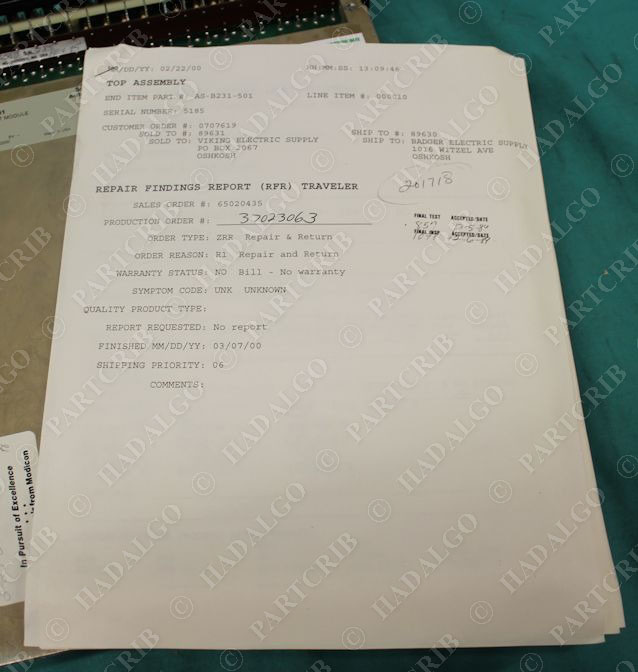 MM/DD/YY: 02/22/00 HH:MM:SS: 13:09:46
TOP ASSEMBLY
END ITEM PART #: AS-B231-501 LINE ITEM #: 000010
SERIAL NUMBER: 5185
CUSTOMER ORDER #: 0707619
SOLD TO #: 89631 SHIP TO #: 89630
SOLD TO: VIKING ELECTRIC SUPPLY SHIP TO: BADGER ELECTRIC SUPPLY
PO BOX 2067 1016 WITZEL AVE
OSHKOSH OSHKOSH
REPAIR FINDINGS REPORT (RFR) TRAVELER
201718
SALES ORDER #: 65020435
PRODUCTION ORDER #: 37023063
FINAL TEST ACCEPTED/DATE
FINAL INSP ACCEPTED/DATE
ORDER TYPE: ZRR Repair & Return
ORDER REASON: R1 Repair and Return
WARRANTY STATUS: NO Bill - No warranty
SYMPTOM CODE: UNK UNKNOWN
QUALITY PRODUCT TYPE:
REPORT REQUESTED: No report
FINISHED MM/DD/YY: 03/07/00
SHIPPING PRIORITY: 06
COMMENTS:
In Pursuit of Excellence
from Modicon
MODULE
© PARTCRIB
© HADALGO